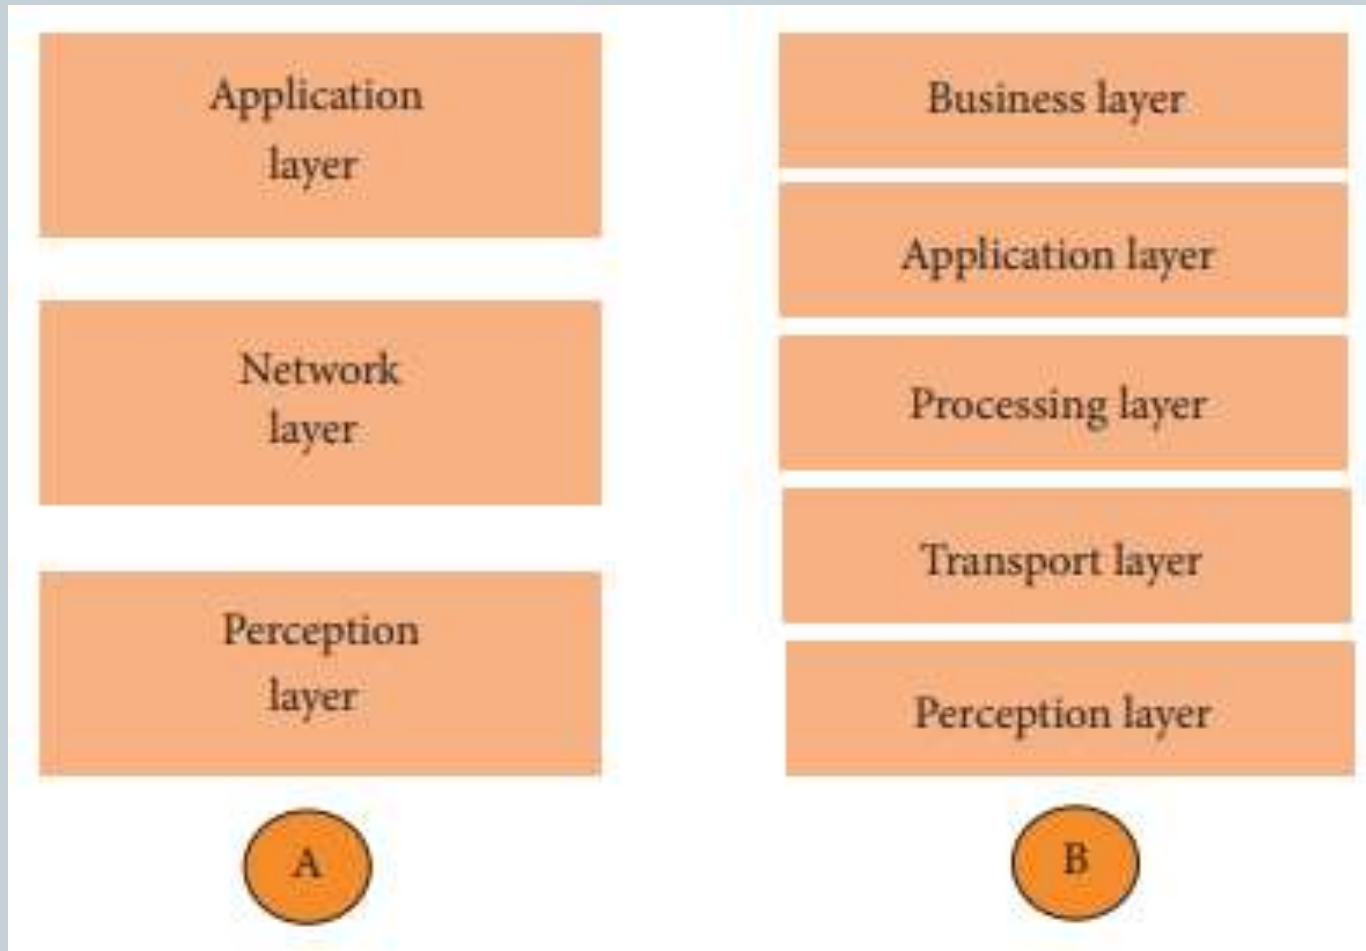 Application
layer
Network
layer
Perception
layer
A
Business layer
Application layer
Processing layer
Transport layer
Perception layer
B